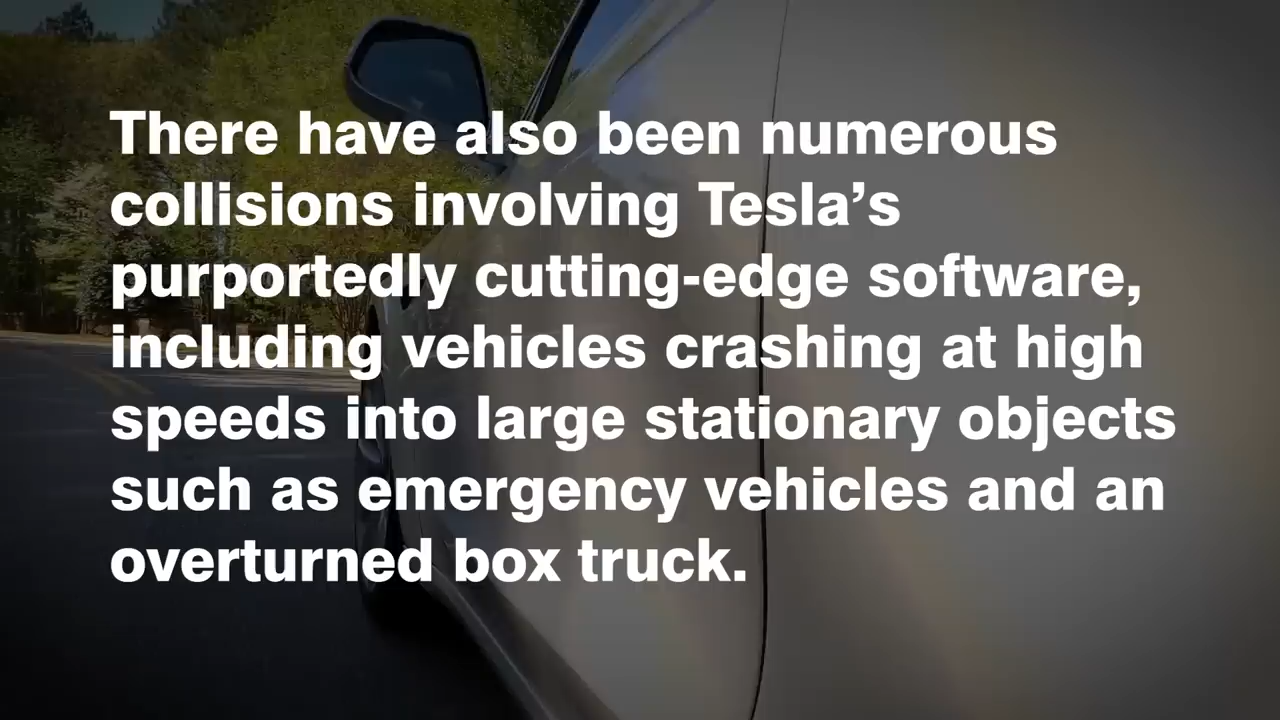 There have also been numerous
collisions involving Tesla’s
purportedly cutting-edge software,
including vehicles crashing at high
speeds into large stationary objects
such as emergency vehicles and an
overturned box truck.